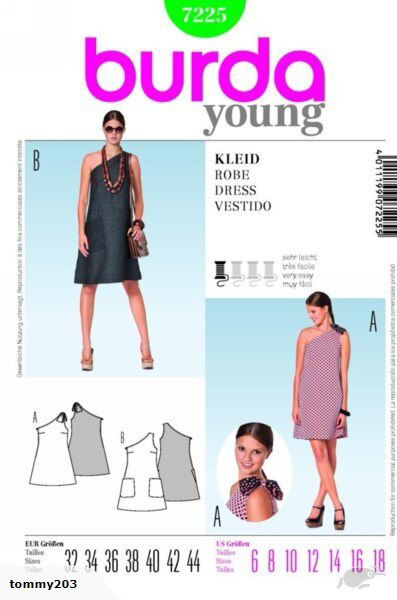 7225
burda
young
B
KLEID
ROBE
DRESS
VESTIDO
4 011199 072255
sehr leicht
très facile
very easy
muy fácil
A
A
B
A
Gewerbliche Nutzung untersagt. Reproduction à des fins commerciales strictement interdite
Reproduction for commercial purposes prohibited. La reproducción para los propósitos comerciales prohibió
EUR Größen
Tailles
Sizes
Tallas
32 34 36 38 40 42 44
US Größen
Tailles
Sizes
Tallas
6 8 10 12 14 16 18
tommy203